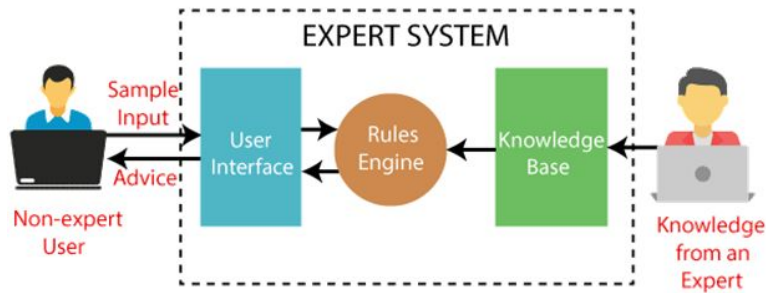 EXPERT SYSTEM
Sample
Input
Advice
Non-expert
User
User
Interface
Rules
Engine
Knowledge
Base
Knowledge
from an
Expert